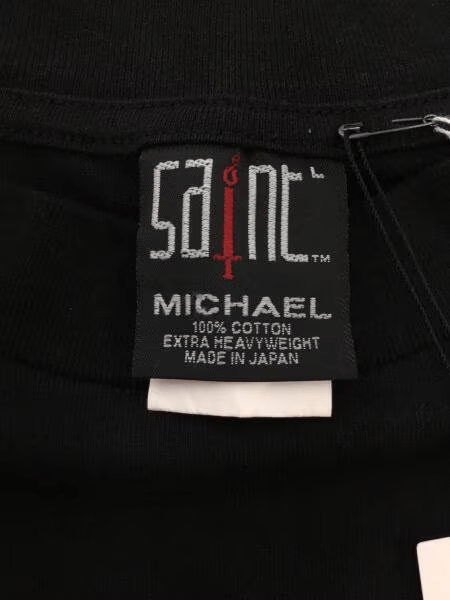 saint L
™
MICHAEL
100% COTTON
EXTRA HEAVYWEIGHT
MADE IN JAPAN